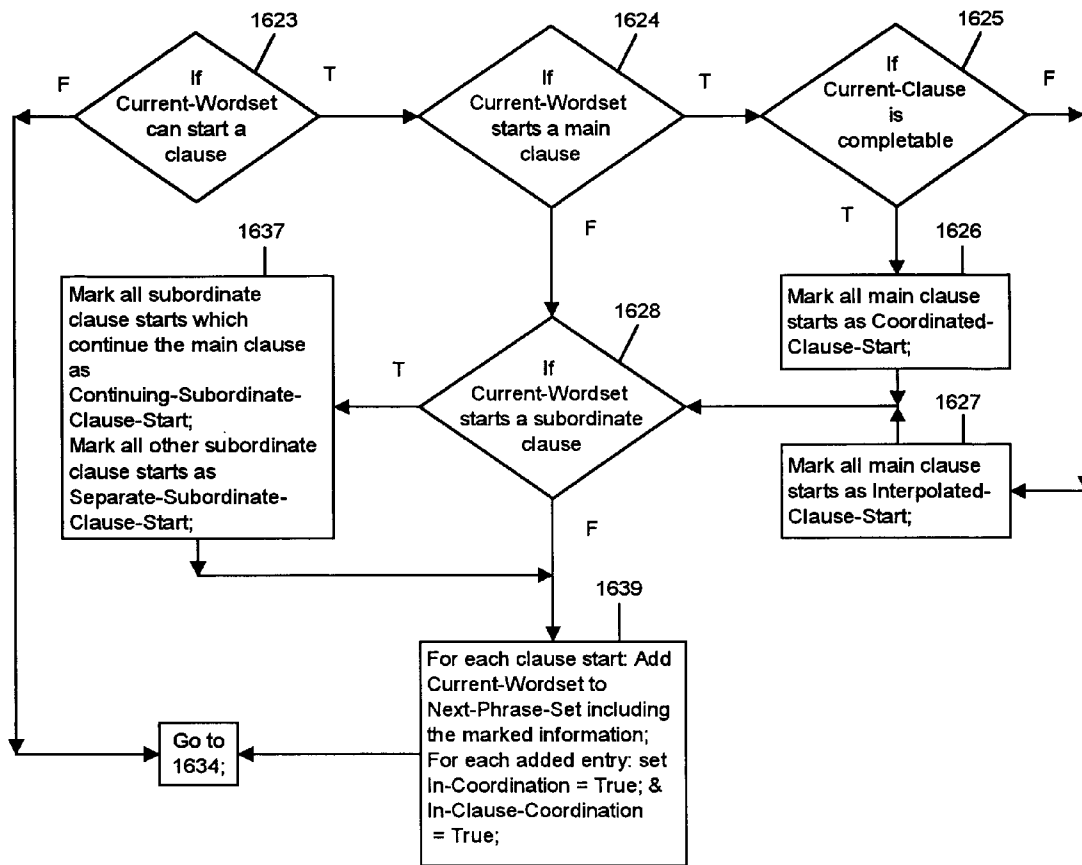 1623
If
Current-Wordset
can start a
clause
F
T
1624
If
Current-Wordset
starts a main
clause
T
F
1625
If
Current-Clause
is
completable
F
T
1637
Mark all subordinate
clause starts which
continue the main clause
as
Continuing-Subordinate-
Clause-Start;
Mark all other subordinate
clause starts as
Separate-Subordinate-
Clause-Start;
1628
If
Current-Wordset
starts a subordinate
clause
T
F
1626
Mark all main clause
starts as Coordinated-
Clause-Start;
1627
Mark all main clause
starts as Interpolated-
Clause-Start;
1639
For each clause start: Add
Current-Wordset to
Next-Phrase-Set including
the marked information;
For each added entry: set
In-Coordination = True; &
In-Clause-Coordination
= True;
Go to
1634;